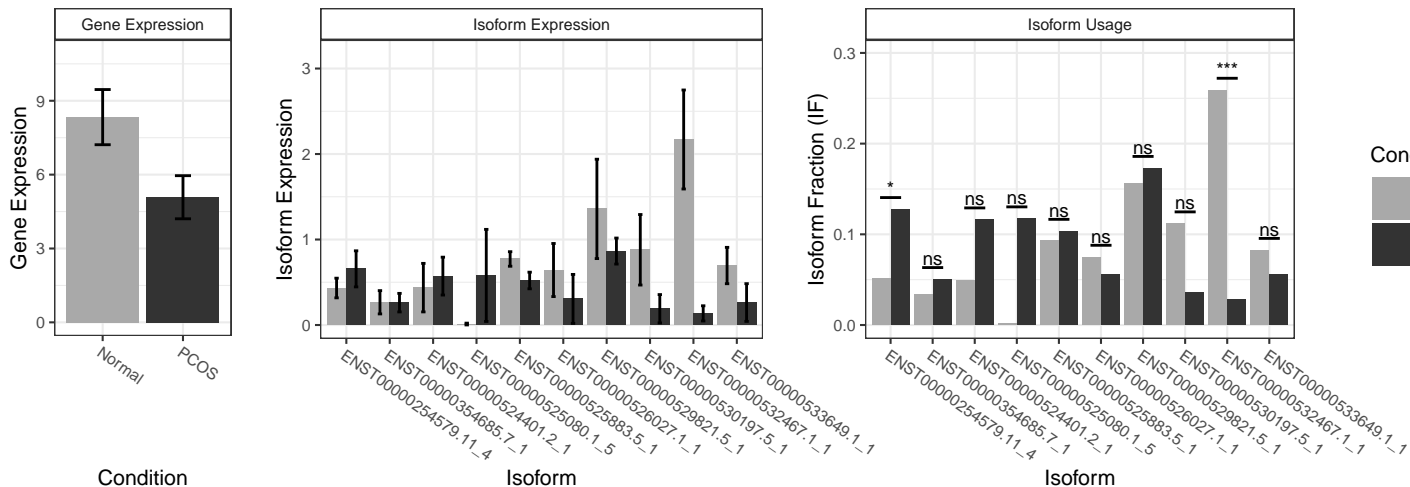 Gene Expression
Isoform Expression
Isoform Usage
Gene Expression
9
6
3
0
Normal
PCOS
Condition
Isoform Expression
3
2
1
0
ENST00000254579.11_4
ENST00000354685.7_1
ENST00000524401.2_1
ENST00000525080.1_5
ENST00000525883.5_1
ENST00000526027.1_1
ENST00000529821.5_1
ENST00000530197.5_1
ENST00000532467.1_1
ENST00000533649.1_1
Isoform
Isoform Fraction (IF)
0.3
0.2
0.1
0.0
*
ns
ns
ns
ns
ns
ns
ns
***
ns
ENST00000254579.11_4
ENST00000354685.7_1
ENST00000524401.2_1
ENST00000525080.1_5
ENST00000525883.5_1
ENST00000526027.1_1
ENST00000529821.5_1
ENST00000530197.5_1
ENST00000532467.1_1
ENST00000533649.1_1
Isoform
Con